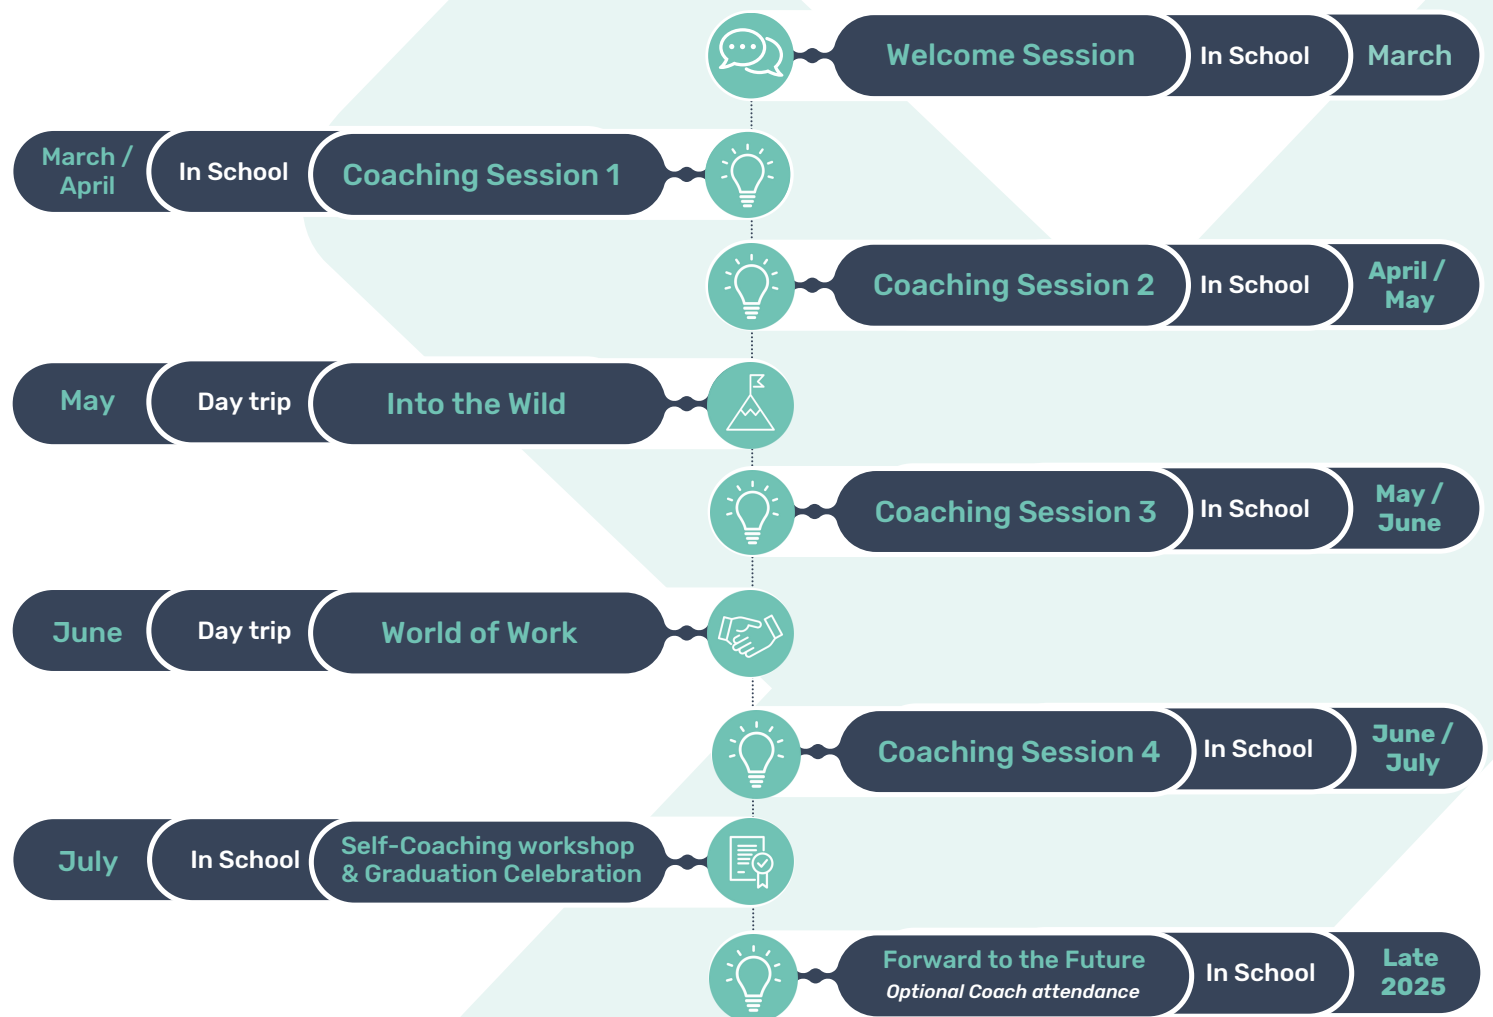 Welcome Session
In School
March
March /
April
In School
Coaching Session 1
Coaching Session 2
In School
April /
May
May
Day trip
Into the Wild
Coaching Session 3
In School
May /
June
June
Day trip
World of Work
Coaching Session 4
In School
June /
July
July
In School
Self-Coaching workshop
& Graduation Celebration
Forward to the Future
Optional Coach attendance
In School
Late
2025